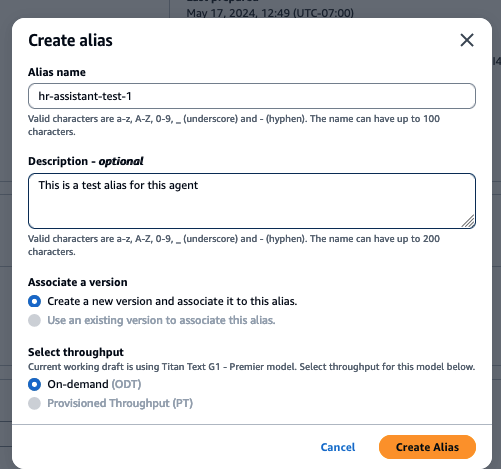 May 17, 2024, 12:49 (UTC-07:00)
Create alias
Alias name
hr-assistant-test-1
Valid characters are a-z, A-Z, 0-9, _ (underscore) and - (hyphen). The name can have up to 100
characters.
Description - optional
This is a test alias for this agent
Valid characters are a-z, A-Z, 0-9, _ (underscore) and - (hyphen). The name can have up to 200
characters.
Associate a version
Create a new version and associate it to this alias.
Use an existing version to associate this alias.
Select throughput
Current working draft is using Titan Text G1 - Premier model. Select throughput for this model below.
On-demand (ODT)
Provisioned Throughput (PT)
Cancel
Create Alias